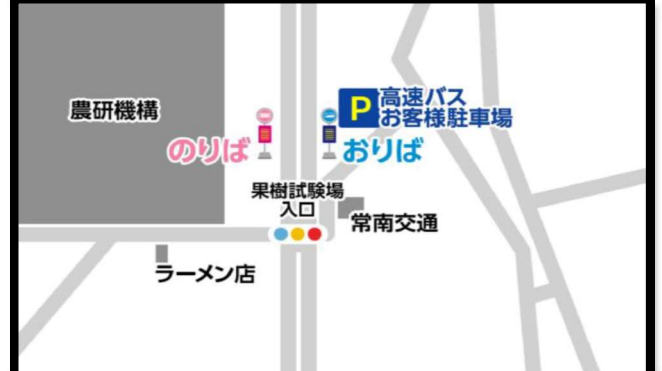 農研機構
P 高速バス
お客様駐車場
のりば
おりば
果樹試験場
入口
常南交通
ラーメン店